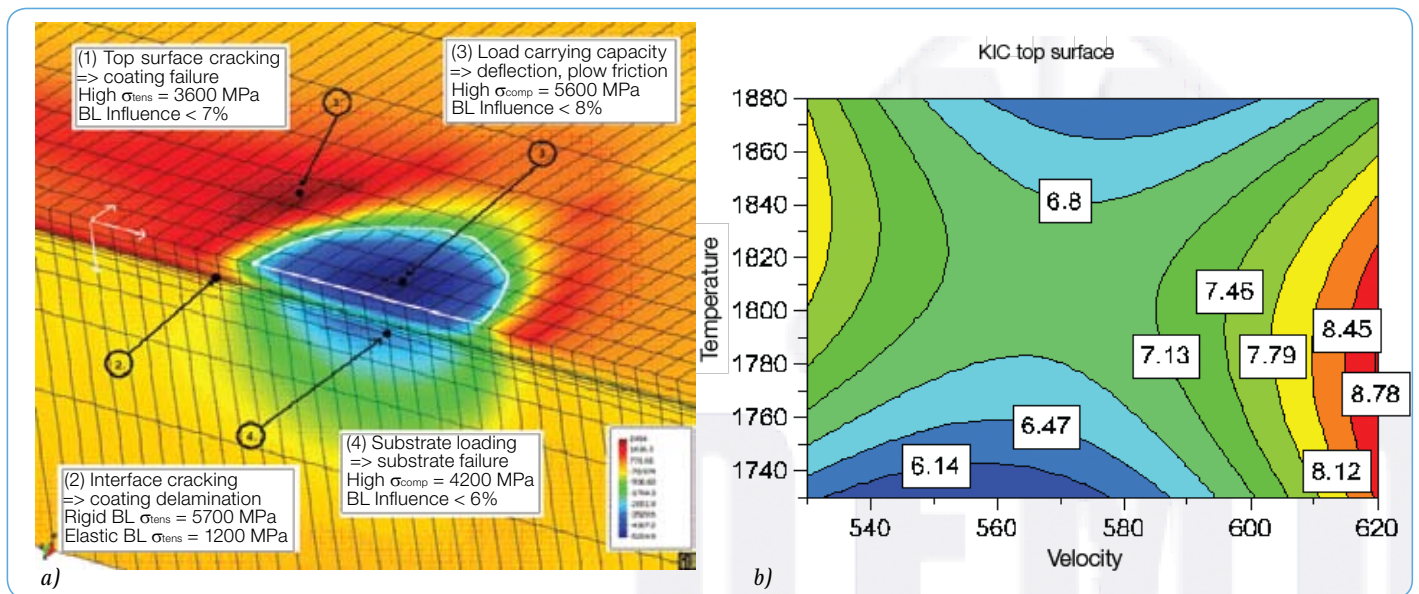 (1) Top surface cracking
=> coating failure
High σtens = 3600 MPa
BL Influence < 7%
(3) Load carrying capacity
=> deflection, plow friction
High σcomp = 5600 MPa
BL Influence < 8%
3
2
4
(4) Substrate loading
=> substrate failure
High σcomp = 4200 MPa
BL Influence < 6%
(2) Interface cracking
=> coating delamination
Rigid BL σtens = 5700 MPa
Elastic BL σtens = 1200 MPa
a)
KIC top surface
Temperature
1880
1860
1840
1820
1800
1780
1760
1740
6.8
7.46
7.13
7.79
8.45
8.78
6.47
6.14
8.12
540 560 580 600 620
Velocity
b)